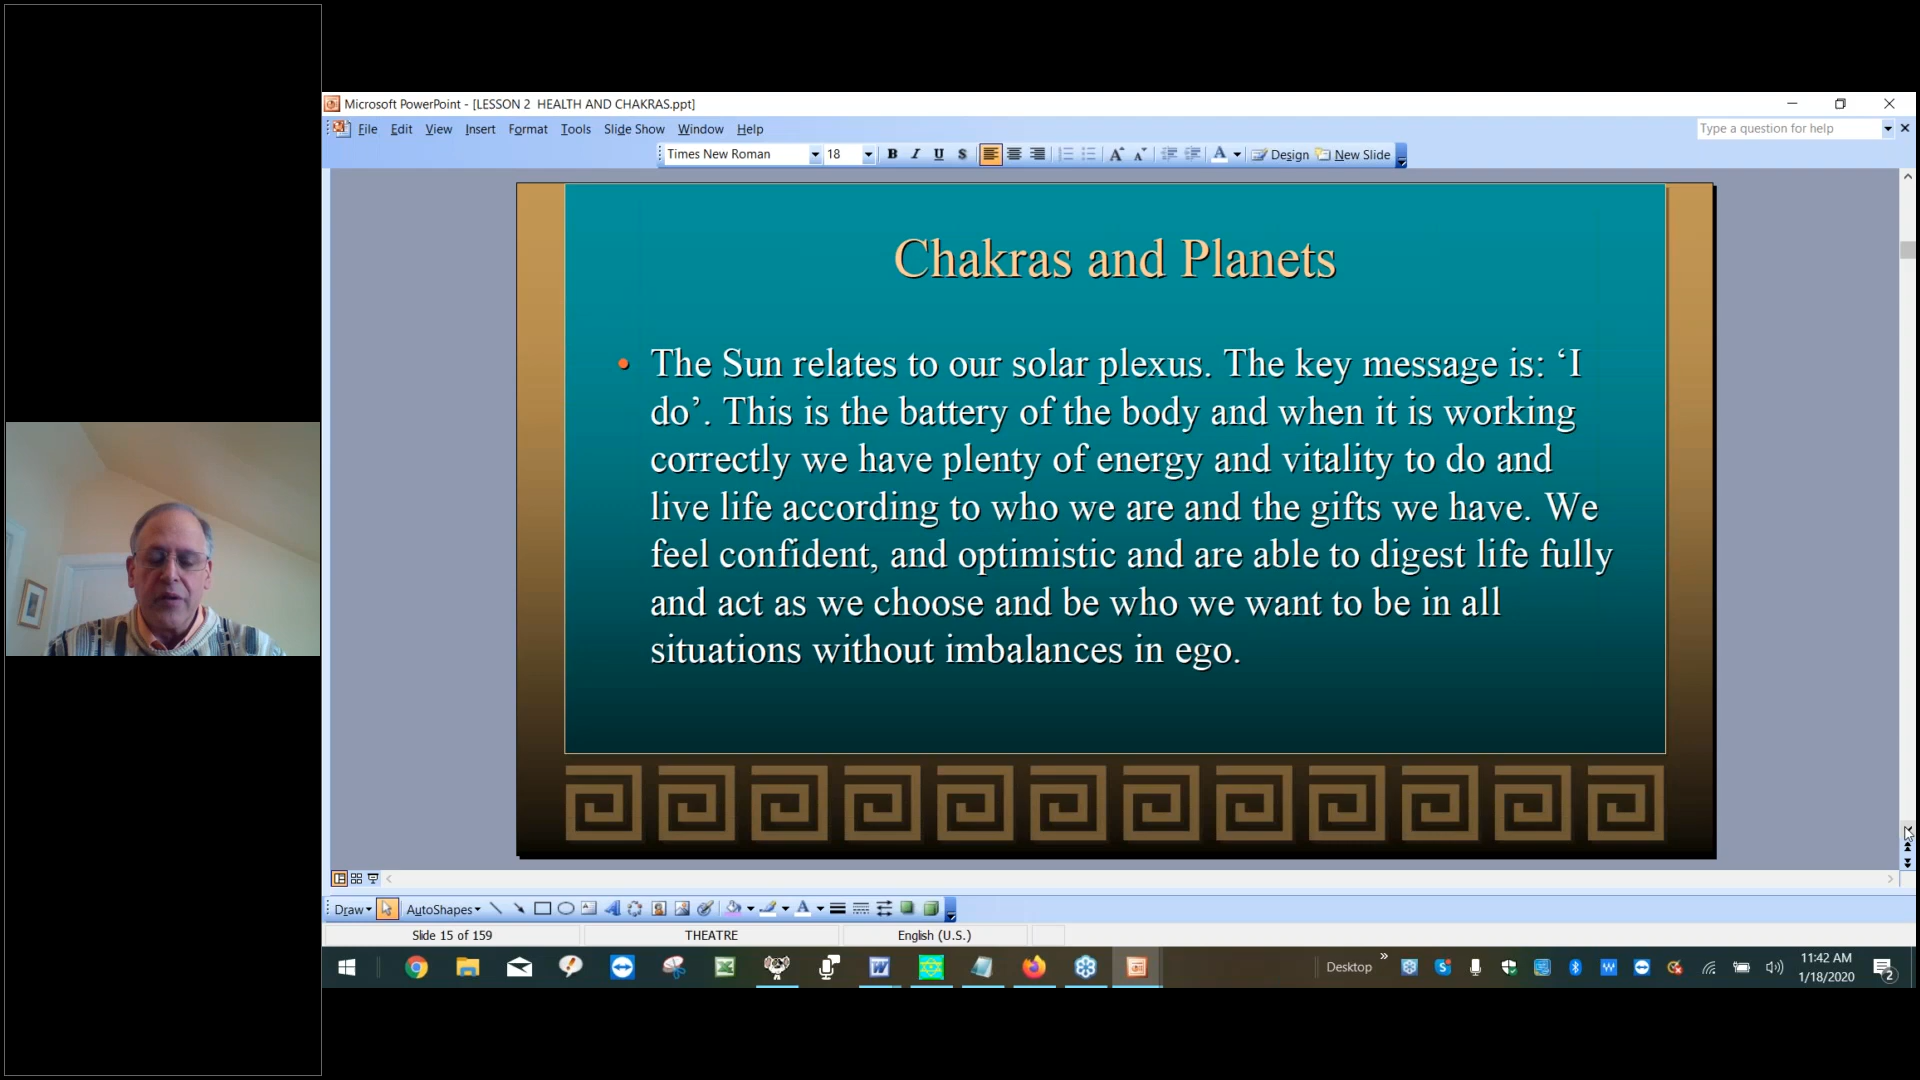 Microsoft PowerPoint - [LESSON 2 HEALTH AND CHAKRAS.ppt]
File Edit View Insert Format Tools Slide Show Window Help
Type a question for help
Times New Roman 18 B I U S A A A Design New Slide
Chakras and Planets
• The Sun relates to our solar plexus. The key message is: ‘I
do’. This is the battery of the body and when it is working
correctly we have plenty of energy and vitality to do and
live life according to who we are and the gifts we have. We
feel confident, and optimistic and are able to digest life fully
and act as we choose and be who we want to be in all
situations without imbalances in ego.
Draw AutoShapes A
Slide 15 of 159 THEATRE English (U.S.)
Desktop »
11:42 AM
1/18/2020
2